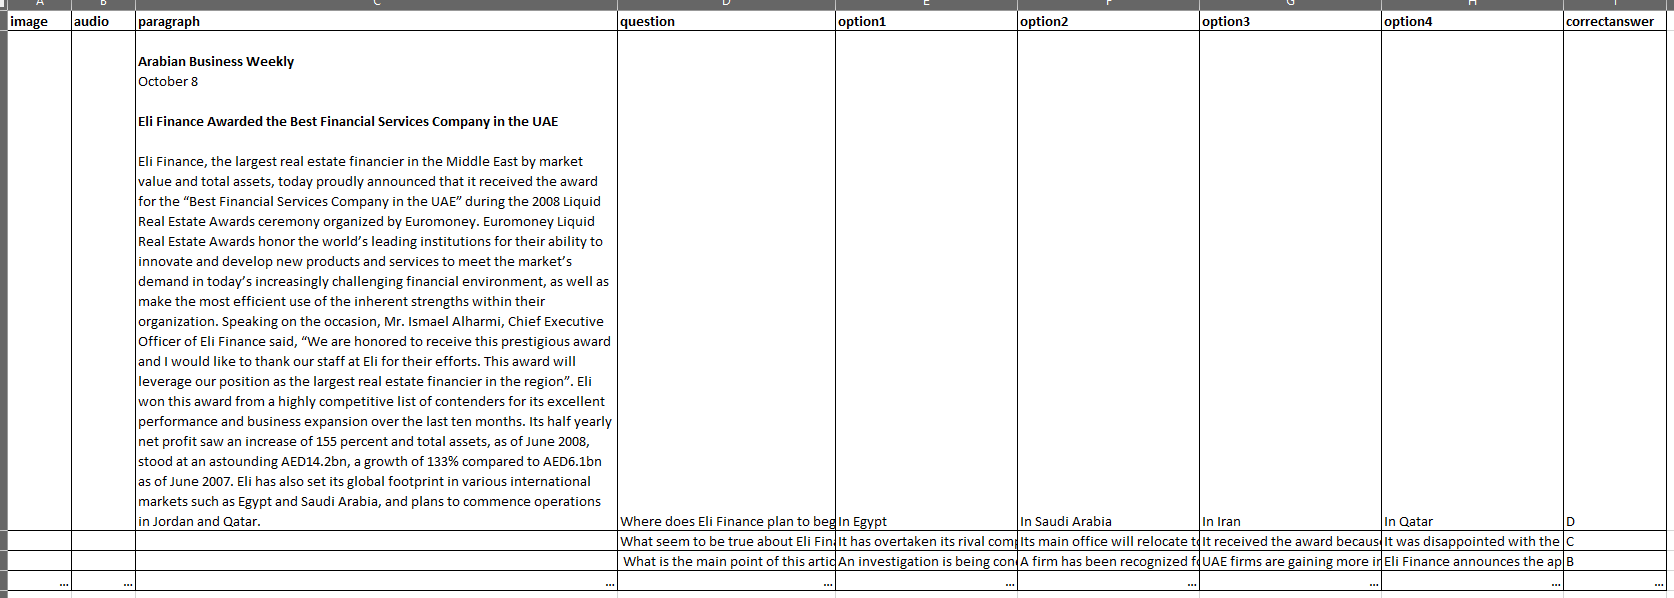 image audio paragraph question option1 option2 option3 option4 correctanswer
Arabian Business Weekly
October 8
Eli Finance Awarded the Best Financial Services Company in the UAE
Eli Finance, the largest real estate financier in the Middle East by market
value and total assets, today proudly announced that it received the award
for the “Best Financial Services Company in the UAE” during the 2008 Liquid
Real Estate Awards ceremony organized by Euromoney. Euromoney Liquid
Real Estate Awards honor the world’s leading institutions for their ability to
innovate and develop new products and services to meet the market’s
demand in today’s increasingly challenging financial environment, as well as
make the most efficient use of the inherent strengths within their
organization. Speaking on the occasion, Mr. Ismael Alharmi, Chief Executive
Officer of Eli Finance said, “We are honored to receive this prestigious award
and I would like to thank our staff at Eli for their efforts. This award will
leverage our position as the largest real estate financier in the region”. Eli
won this award from a highly competitive list of contenders for its excellent
performance and business expansion over the last ten months. Its half yearly
net profit saw an increase of 155 percent and total assets, as of June 2008,
stood at an astounding AED14.2bn, a growth of 133% compared to AED6.1bn
as of June 2007. Eli has also set its global footprint in various international
markets such as Egypt and Saudi Arabia, and plans to commence operations
in Jordan and Qatar. Where does Eli Finance plan to beg In Egypt In Saudi Arabia In Iran In Qatar D
What seem to be true about Eli Fin It has overtaken its rival com Its main office will relocate t It received the award becaus It was disappointed with the C
What is the main point of this artic An investigation is being con A firm has been recognized f UAE firms are gaining more ir Eli Finance announces the ap B
... ... ... ... ... ... ... ... ...